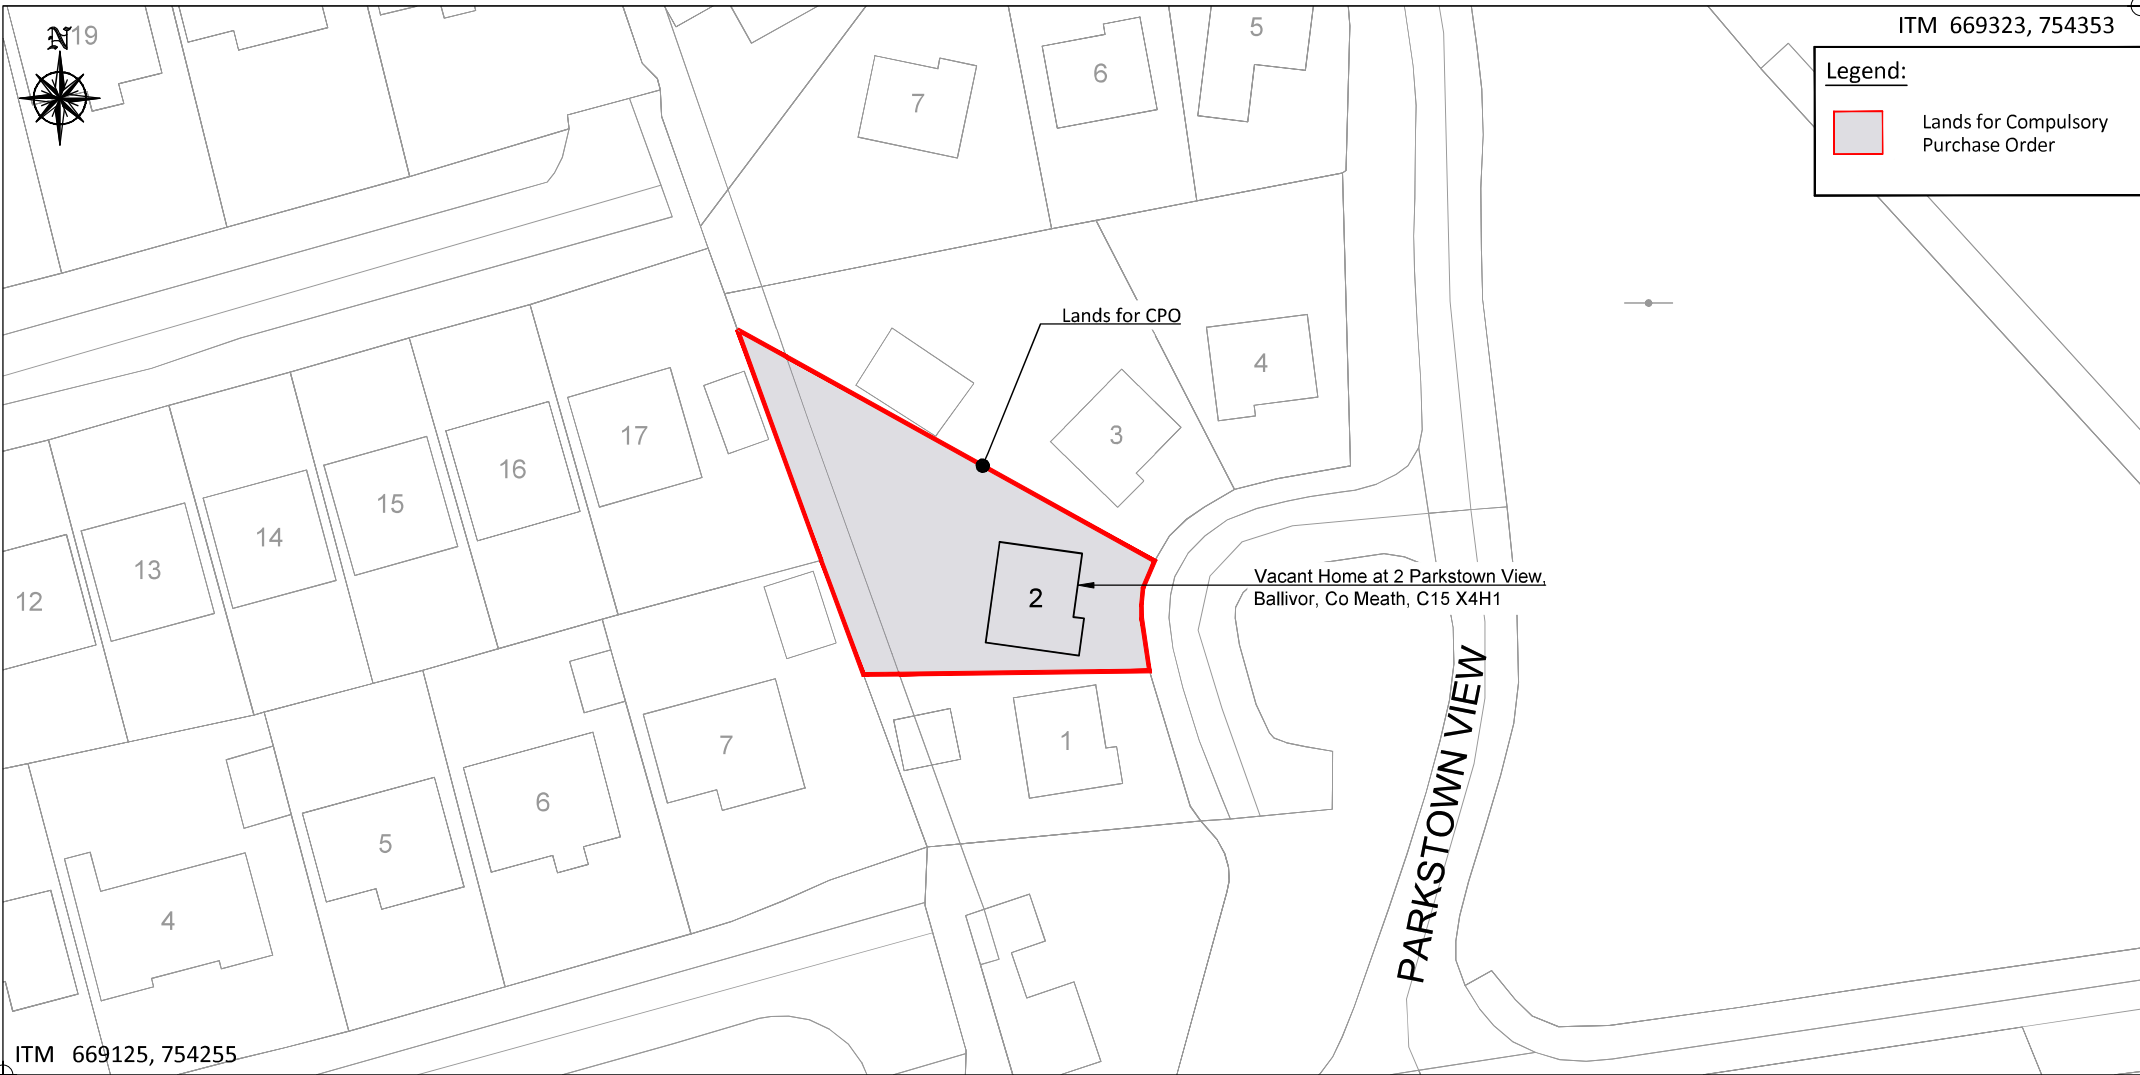 N
19
ITM 669323, 754353
Legend:
Lands for Compulsory
Purchase Order
5
6
7
Lands for CPO
4
3
17
16
15
14
13
12
2
Vacant Home at 2 Parkstown View,
Ballivor, Co Meath, C15 X4H1
PARKSTOWN VIEW
1
7
6
5
4
ITM 669125, 754255